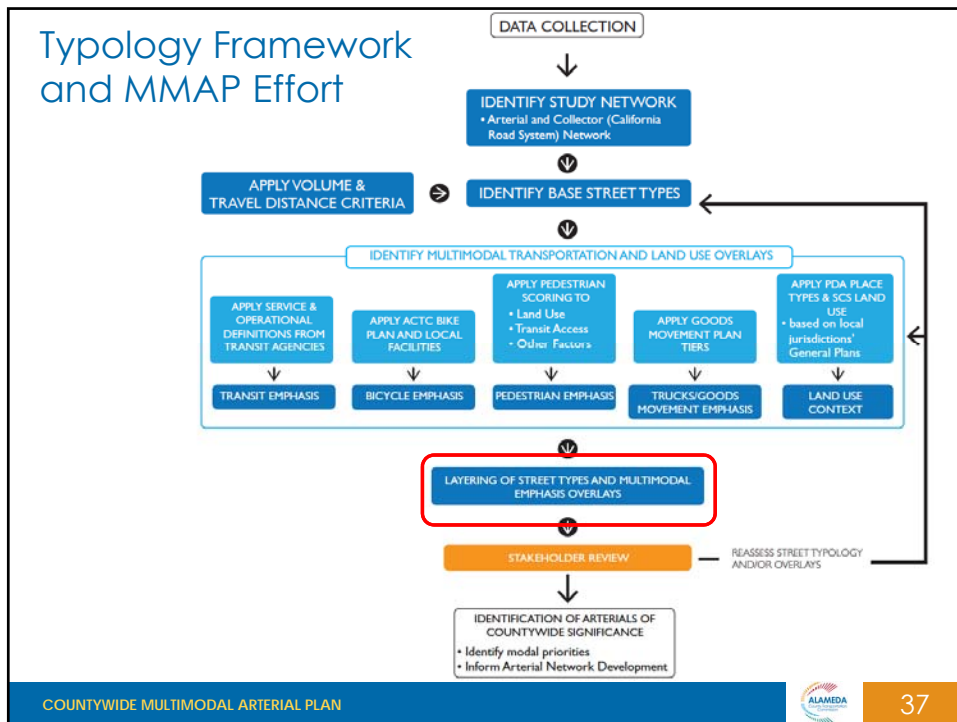 Typology Framework
and MMAP Effort
DATA COLLECTION
IDENTIFY STUDY NETWORK
• Arterial and Collector (California
Road System) Network
APPLY VOLUME &
TRAVEL DISTANCE CRITERIA
IDENTIFY BASE STREET TYPES
IDENTIFY MULTIMODAL TRANSPORTATION AND LAND USE OVERLAYS
APPLY SERVICE &
OPERATIONAL
DEFINITIONS FROM
TRANSIT AGENCIES
APPLY ACTC BIKE
PLAN AND LOCAL
FACILITIES
APPLY PEDESTRIAN
SCORING TO
• Land Use
• Transit Access
• Other Factors
APPLY GOODS
MOVEMENT PLAN
TIERS
APPLY PDA PLACE
TYPES & SCS LAND
USE
• based on local
jurisdictions'
General Plans
TRANSIT EMPHASIS
BICYCLE EMPHASIS
PEDESTRIAN EMPHASIS
TRUCKS/GOODS
MOVEMENT EMPHASIS
LAND USE
CONTEXT
LAYERING OF STREET TYPES AND MULTIMODAL
EMPHASIS OVERLAYS
STAKEHOLDER REVIEW
REASSESS STREET TYPOLOGY
AND/OR OVERLAYS
IDENTIFICATION OF ARTERIALS OF
COUNTYWIDE SIGNIFICANCE
• Identify modal priorities
• Inform Arterial Network Development
COUNTYWIDE MULTIMODAL ARTERIAL PLAN
ALAMEDA
37